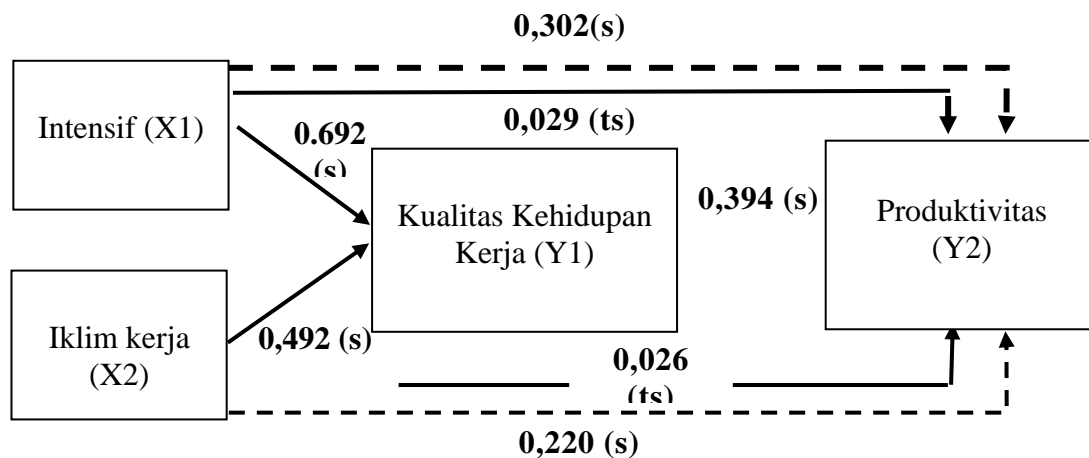 0,302(s)
Intensif (X1)
0,029 (ts)
0.692
(s)
Kualitas Kehidupan
Kerja (Y1)
0,394 (s)
Produktivitas
(Y2)
Iklim kerja
(X2)
0,492 (s)
0,026
(ts)
0,220 (s)